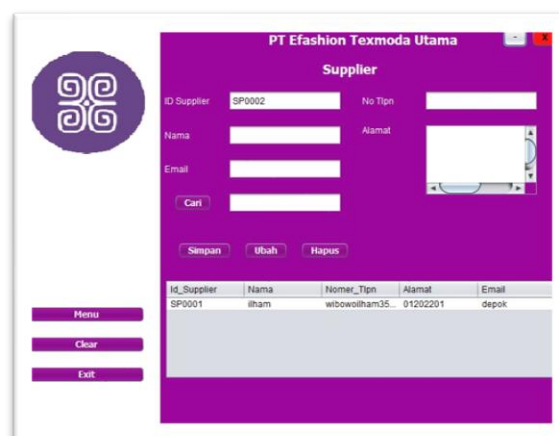 PT Efashion Texmoda Utama
- X
Supplier
ID Supplier SP0002 No Tlpn
Nama Alamat
Email
Cari
Simpan Ubah Hapus
Id_Supplier Nama Nomer_Tlpn Alamat Email
SP0001 ilham wibowoilham35... 01202201 depok
Menu
Clear
Exit